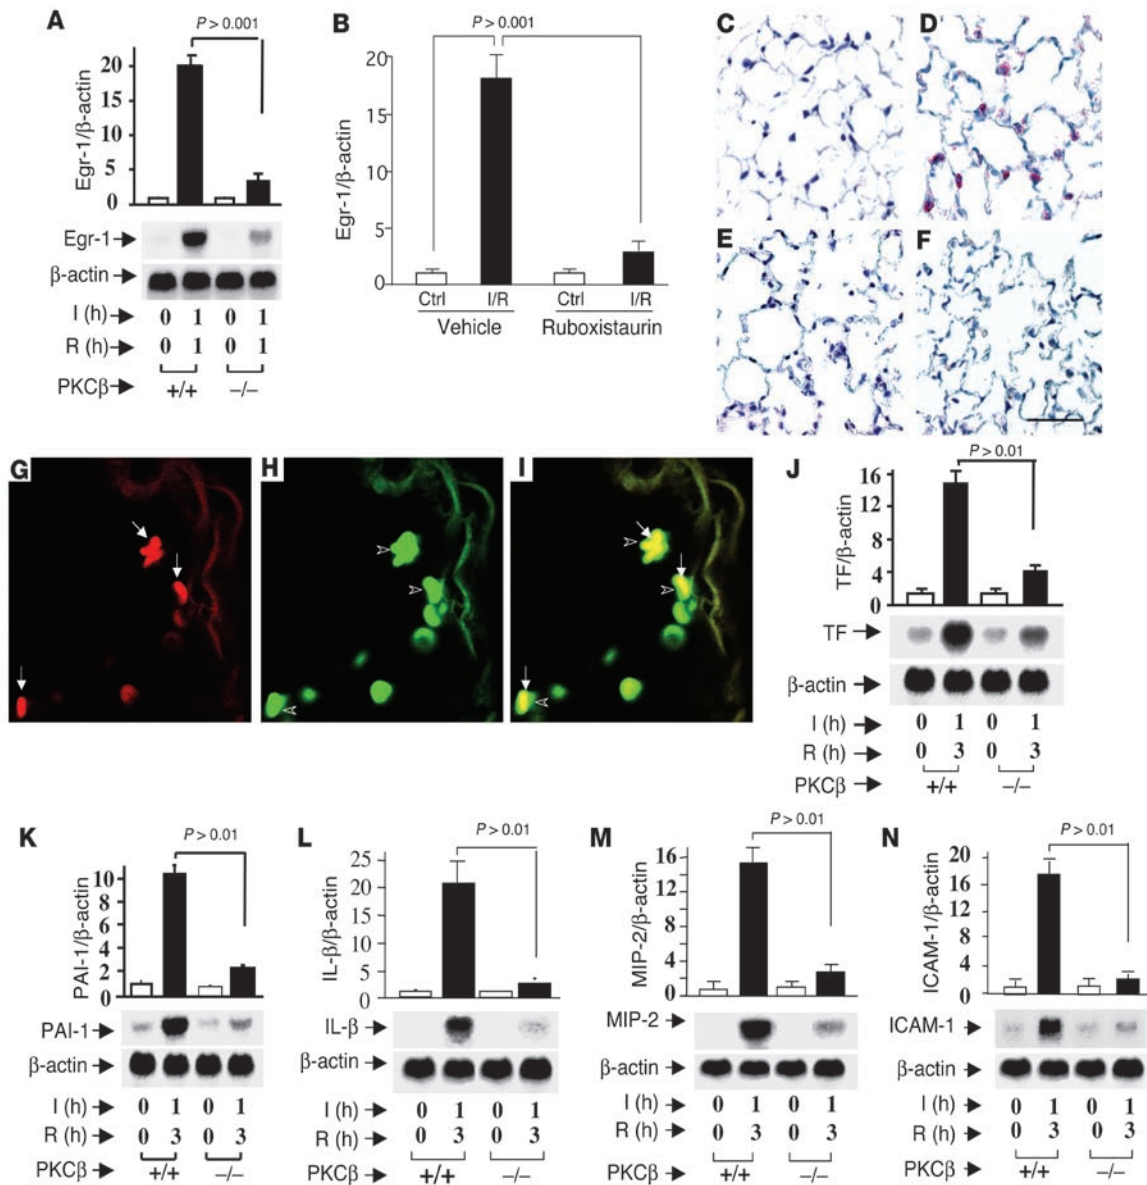 A
P > 0.001
Egr-1/β-actin
20
15
10
5
0
Egr-1
β-actin
I (h) 0 1 0 1
R (h) 0 1 0 1
PKCβ +/+ –/–
B
P > 0.001
Egr-1/β-actin
20
15
10
5
0
Ctrl I/R Ctrl I/R
Vehicle Ruboxistaurin
C
D
E
F
G
H
I
J
P > 0.01
TF/β-actin
16
12
8
4
0
TF
β-actin
I (h) 0 1 0 1
R (h) 0 3 0 3
PKCβ +/+ –/–
K
P > 0.01
PAI-1/β-actin
10
8
6
4
2
0
PAI-1
β-actin
I (h) 0 1 0 1
R (h) 0 3 0 3
PKCβ +/+ –/–
L
P > 0.01
IL-β/β-actin
25
20
15
10
5
0
IL-β
β-actin
I (h) 0 1 0 1
R (h) 0 3 0 3
PKCβ +/+ –/–
M
P > 0.01
MIP-2/β-actin
16
12
8
4
0
MIP-2
β-actin
I (h) 0 1 0 1
R (h) 0 3 0 3
PKCβ +/+ –/–
N
P > 0.01
ICAM-1/β-actin
20
16
12
8
4
0
ICAM-1
β-actin
I (h) 0 1 0 1
R (h) 0 3 0 3
PKCβ +/+ –/–